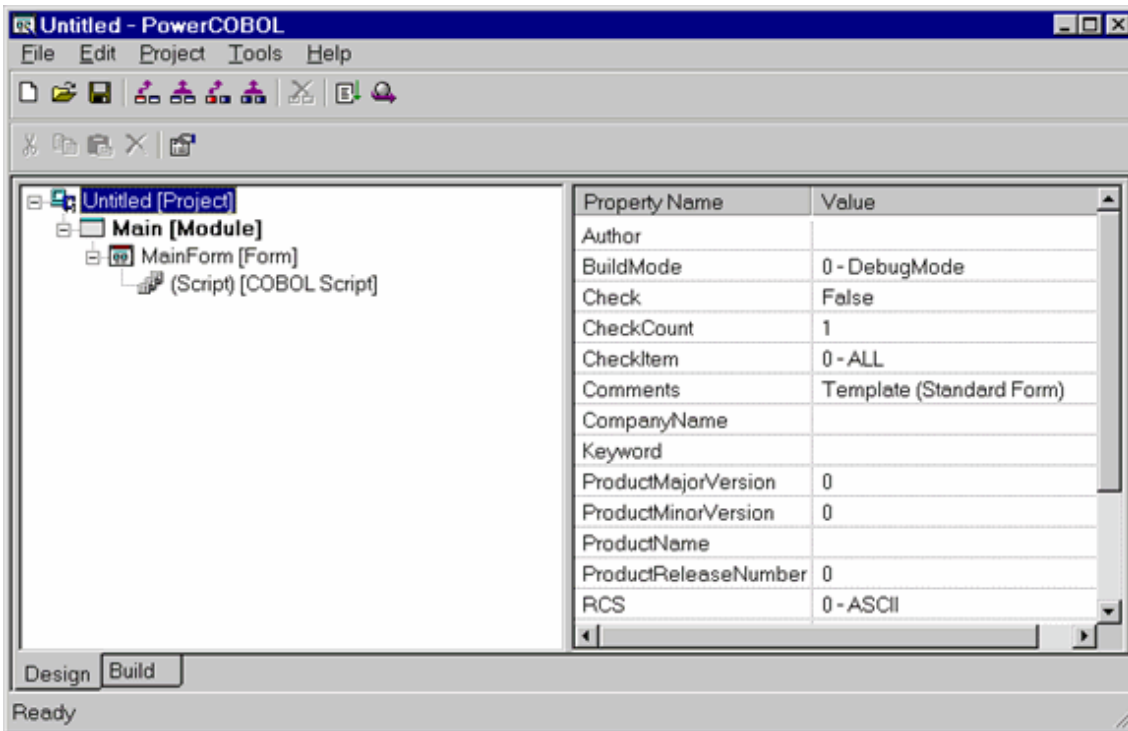 Untitled - PowerCOBOL
File Edit Project Tools Help
Untitled [Project]
Main [Module]
MainForm [Form]
(Script) [COBOL Script]
Property Name Value
Author
BuildMode 0 - DebugMode
Check False
CheckCount 1
CheckItem 0 - ALL
Comments Template (Standard Form)
CompanyName
Keyword
ProductMajorVersion 0
ProductMinorVersion 0
ProductName
ProductReleaseNumber 0
RCS 0 - ASCII
Design Build
Ready